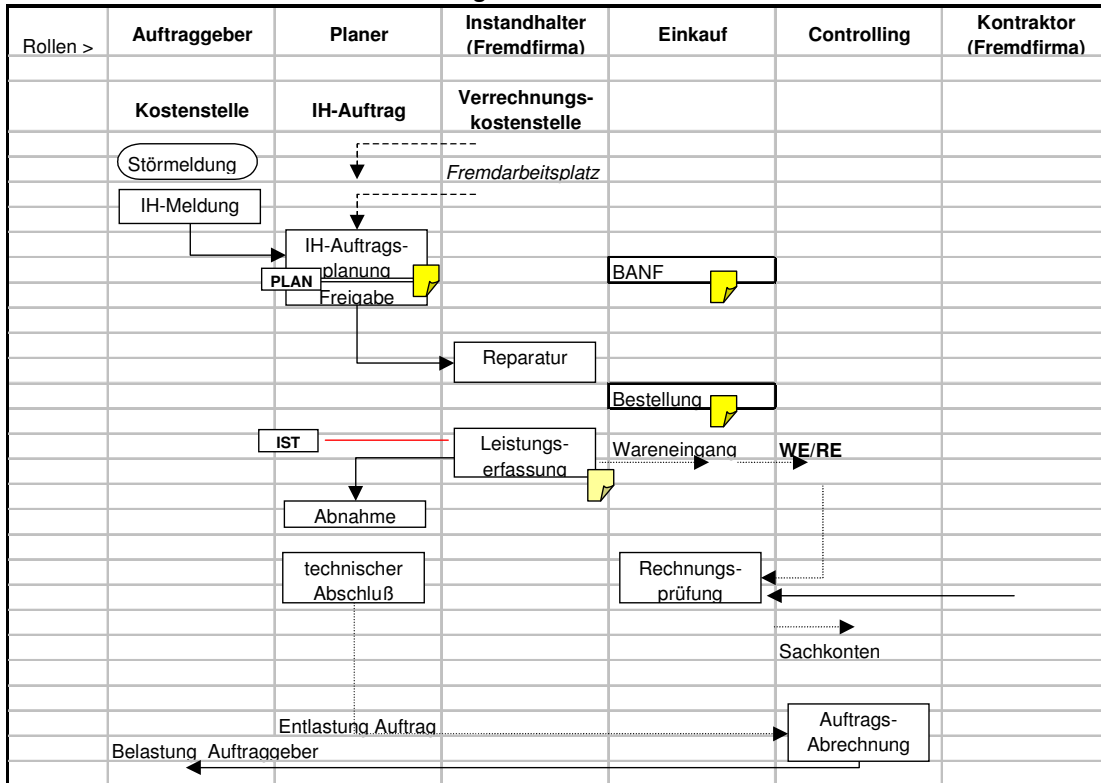 Rollen >
Auftraggeber
Planer
Instandhalter
(Fremdfirma)
Einkauf
Controlling
Kontraktor
(Fremdfirma)
Kostenstelle
IH-Auftrag
Verrechnungs-
kostenstelle
Störmeldung
Fremdarbeitsplatz
IH-Meldung
IH-Auftrags-
planung
PLAN
Freigabe
BANF
Reparatur
Bestellung
IST
Leistungs-
erfassung
Wareneingang
WE/RE
Abnahme
technischer
Abschluß
Rechnungs-
prüfung
Sachkonten
Entlastung Auftrag
Auftrags-
Abrechnung
Belastung Auftraggeber